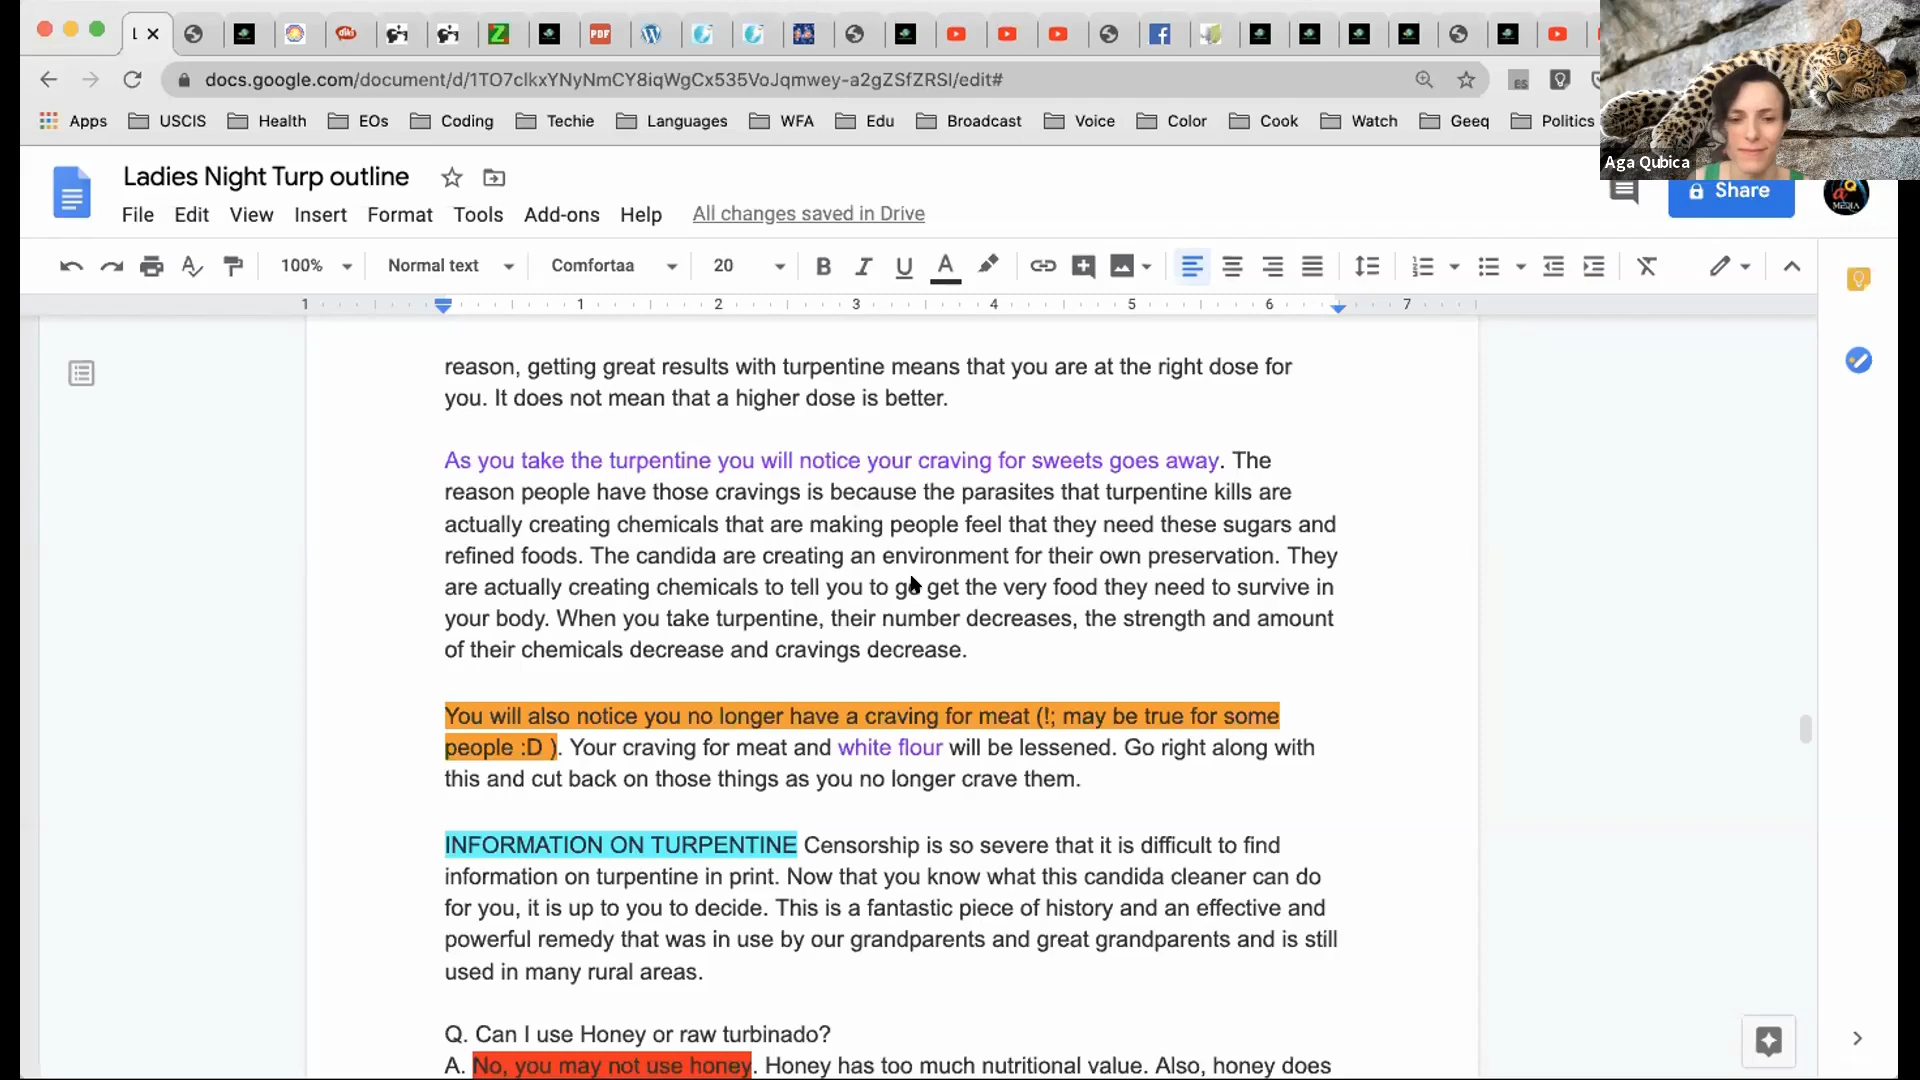 L
diki
Z
PDF
docs.google.com/document/d/1TO7clkxYNyNmCY8iqWgCx535VoJqmwey-a2gZSfZRSI/edit#
ES
Apps USCIS Health EOs Coding Techie Languages WFA Edu Broadcast Voice Color Cook Watch Geeq Politics
Aga Qubica
Ladies Night Turp outline
Share
MEDIA
File Edit View Insert Format Tools Add-ons Help All changes saved in Drive
100% Normal text Comfortaa 20 B I U A
1 1 2 3 4 5 6 7
reason, getting great results with turpentine means that you are at the right dose for
you. It does not mean that a higher dose is better.
As you take the turpentine you will notice your craving for sweets goes away. The
reason people have those cravings is because the parasites that turpentine kills are
actually creating chemicals that are making people feel that they need these sugars and
refined foods. The candida are creating an environment for their own preservation. They
are actually creating chemicals to tell you to go get the very food they need to survive in
your body. When you take turpentine, their number decreases, the strength and amount
of their chemicals decrease and cravings decrease.
You will also notice you no longer have a craving for meat (!; may be true for some
people :D ). Your craving for meat and white flour will be lessened. Go right along with
this and cut back on those things as you no longer crave them.
INFORMATION ON TURPENTINE Censorship is so severe that it is difficult to find
information on turpentine in print. Now that you know what this candida cleaner can do
for you, it is up to you to decide. This is a fantastic piece of history and an effective and
powerful remedy that was in use by our grandparents and great grandparents and is still
used in many rural areas.
Q. Can I use Honey or raw turbinado?
A. No, you may not use honey. Honey has too much nutritional value. Also, honey does